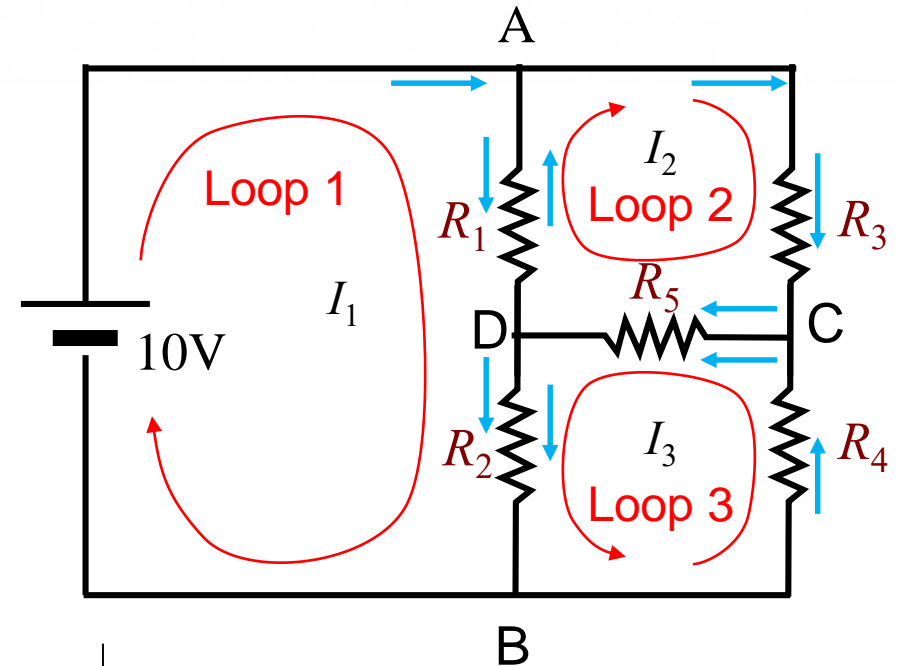 A
Loop 1
I₂
Loop 2
R₁
R₃
R₅
I₁
D
C
10V
I₃
R₂
R₄
Loop 3
B